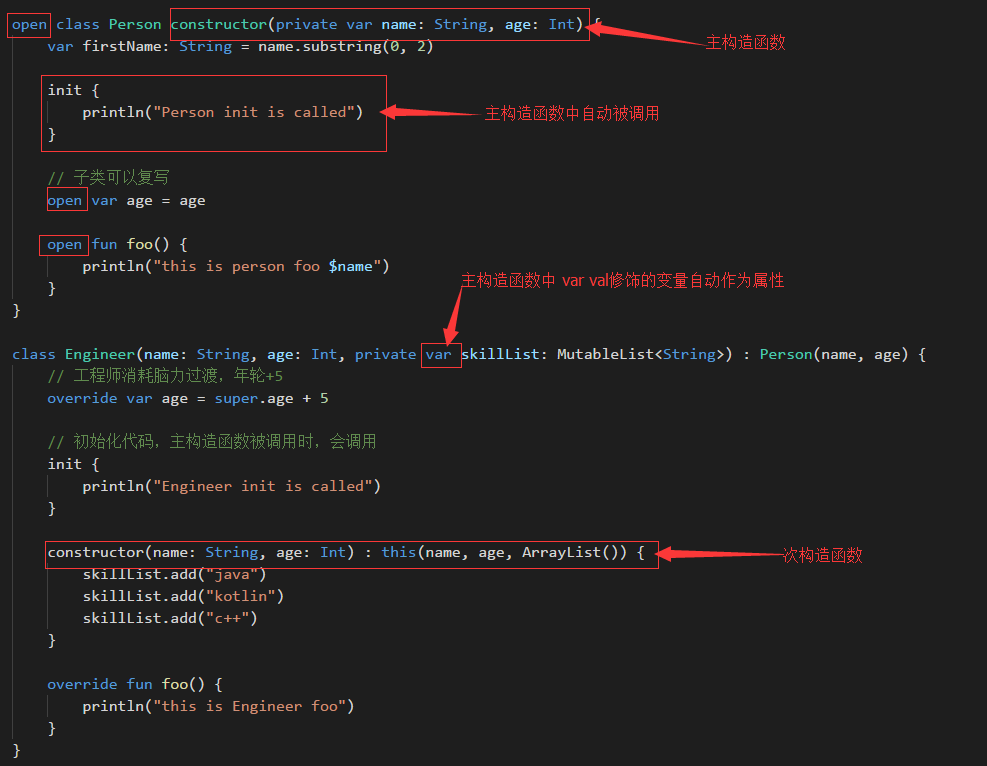 open class Person constructor(private var name: String, age: Int) {
主构造函数
var firstName: String = name.substring(0, 2)
init {
println("Person init is called")
主构造函数中自动被调用
}
// 子类可以复写
open var age = age
open fun foo() {
println("this is person foo $name")
}
主构造函数中 var val修饰的变量自动作为属性
}
class Engineer(name: String, age: Int, private var skillList: MutableList<String>) : Person(name, age) {
// 工程师消耗脑力过渡，年轮+5
override var age = super.age + 5
// 初始化代码，主构造函数被调用时，会调用
init {
println("Engineer init is called")
}
constructor(name: String, age: Int) : this(name, age, ArrayList()) {
次构造函数
skillList.add("java")
skillList.add("kotlin")
skillList.add("c++")
}
override fun foo() {
println("this is Engineer foo")
}
}